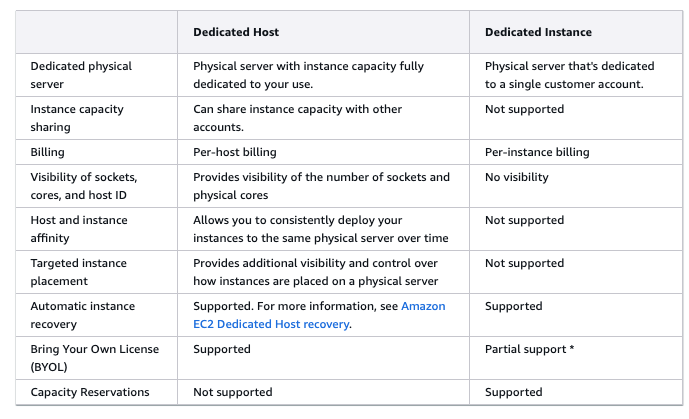 Dedicated Host
Dedicated Instance
Dedicated physical
server
Physical server with instance capacity fully
dedicated to your use.
Physical server that's dedicated
to a single customer account.
Instance capacity
sharing
Can share instance capacity with other
accounts.
Not supported
Billing
Per-host billing
Per-instance billing
Visibility of sockets,
cores, and host ID
Provides visibility of the number of sockets and
physical cores
No visibility
Host and instance
affinity
Allows you to consistently deploy your
instances to the same physical server over time
Not supported
Targeted instance
placement
Provides additional visibility and control over
how instances are placed on a physical server
Not supported
Automatic instance
recovery
Supported. For more information, see Amazon
EC2 Dedicated Host recovery.
Supported
Bring Your Own License
(BYOL)
Supported
Partial support *
Capacity Reservations
Not supported
Supported